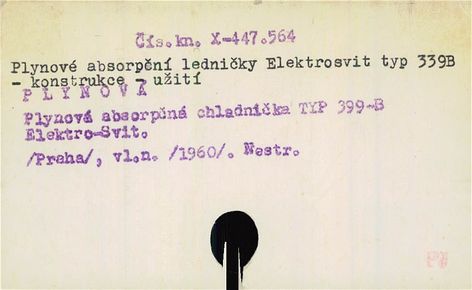 Čís.kn. X-447.564
Plynové absorpční ledničky Elektrosvit typ 339B
- konstrukce - užití
P L Y N O V Á
Plynová absorpčná chladnička TYP 399-B
Elektro-Svit.
/Praha/, vl.n. /1960/. Nestr.